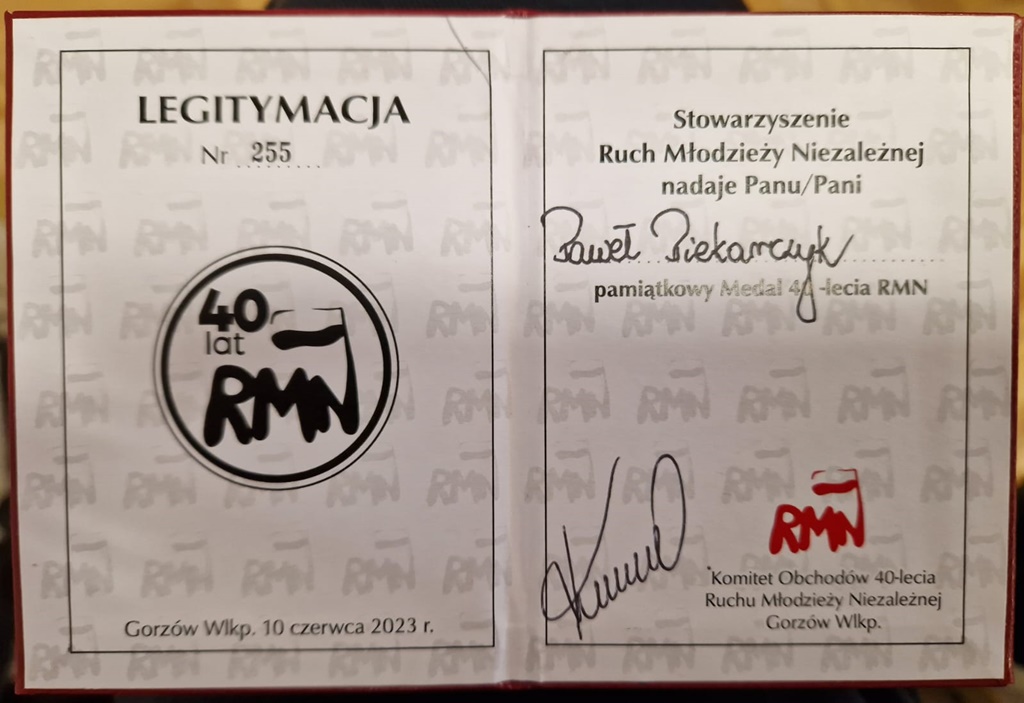 LEGITYMACJA
Nr 255
40
lat
RMN
Gorzów Wlkp. 10 czerwca 2023 r.
Stowarzyszenie
Ruch Młodzieży Niezależnej
nadaje Panu/Pani
Paweł Piekarczyk
pamiątkowy Medal 40-lecia RMN
RMN
Komitet Obchodów 40-lecia
Ruchu Młodzieży Niezależnej
Gorzów Wlkp.